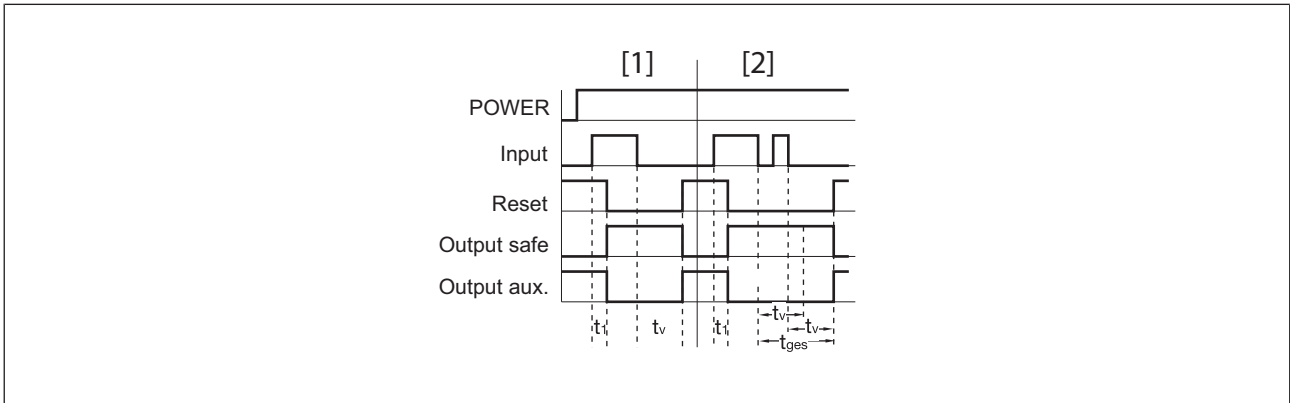 [1] [2]
POWER
Input
Reset
Output safe
Output aux.
t1 tv t1 tv tv
tges